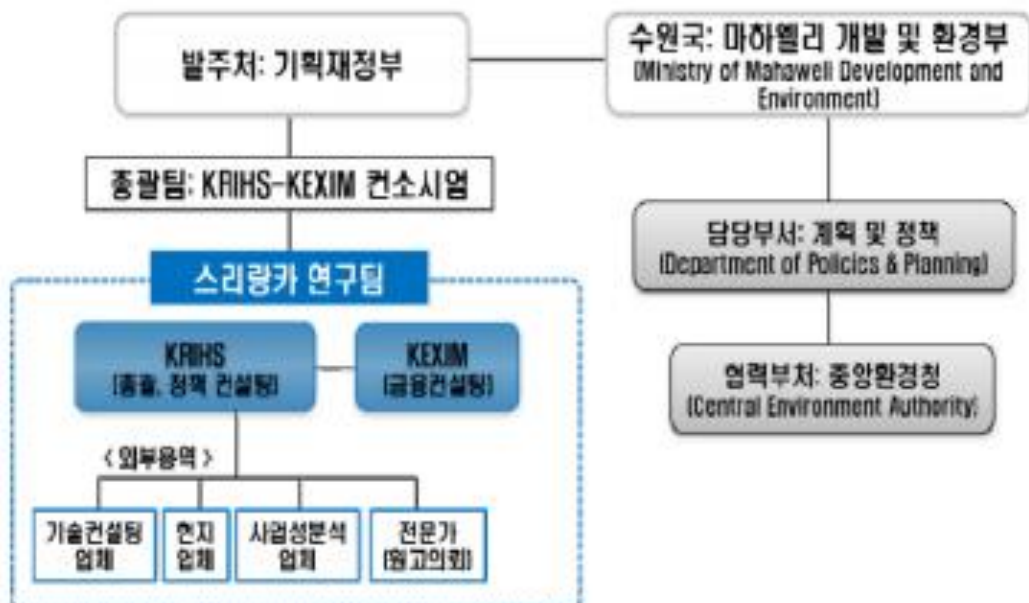 발주처: 기획재정부
수원국: 마하웰리 개발 및 환경부
(Ministry of Mahaweli Development and
Environment)
총괄팀: KRIHS-KEXIM 컨소시엄
담당부서: 계획 및 정책
(Department of Policies & Planning)
스리랑카 연구팀
KRIHS
(총괄, 정책 컨설팅)
KEXIM
(금융컨설팅)
협력부처: 중앙환경청
(Central Environment Authority)
< 외부용역 >
기술컨설팅
업체
현지
업체
사업성분석
업체
전문가
(원고의뢰)